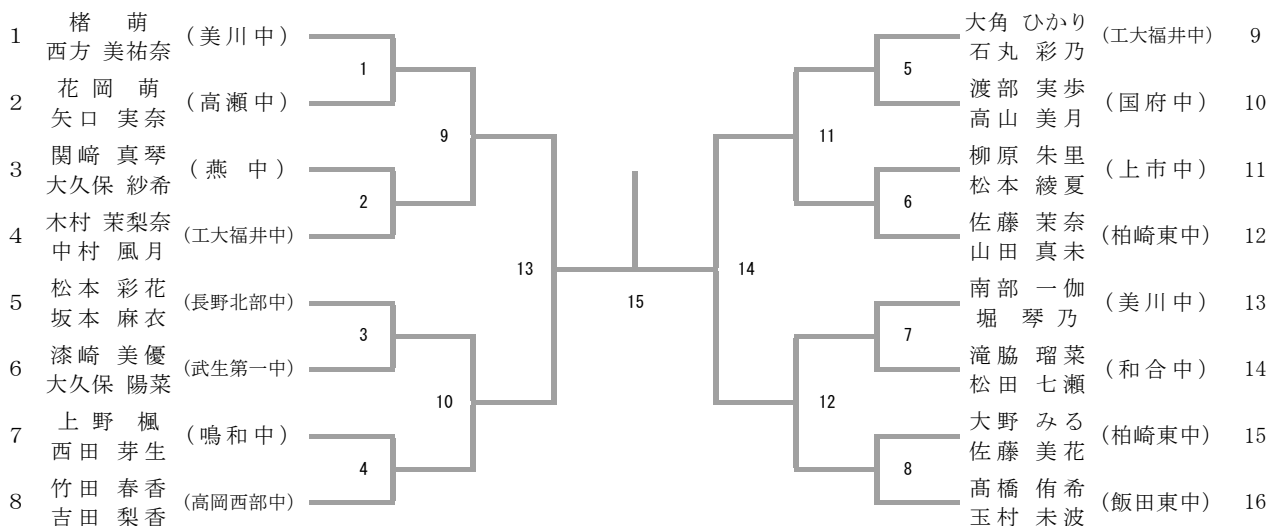 1 楮 萌 (美川中)
西方 美祐奈
2 花岡 萌 (高瀬中)
矢口 実奈
3 関﨑 真琴 (燕 中)
大久保 紗希
4 木村 茉梨奈 (工大福井中)
中村 風月
5 松本 彩花 (長野北部中)
坂本 麻衣
6 漆崎 美優 (武生第一中)
大久保 陽菜
7 上野 楓 (鳴和中)
西田 芽生
8 竹田 春香 (高岡西部中)
吉田 梨香
1
2
3
4
9
10
13
15
14
11
12
5
6
7
8
大角 ひかり (工大福井中) 9
石丸 彩乃
渡部 実歩 (国府中) 10
高山 美月
柳原 朱里 (上市中) 11
松本 綾夏
佐藤 茉奈 (柏崎東中) 12
山田 真未
南部 一伽 (美川中) 13
堀 琴乃
滝脇 瑠菜 (和合中) 14
松田 七瀬
大野 みる (柏崎東中) 15
佐藤 美花
髙橋 侑希 (飯田東中) 16
玉村 未波